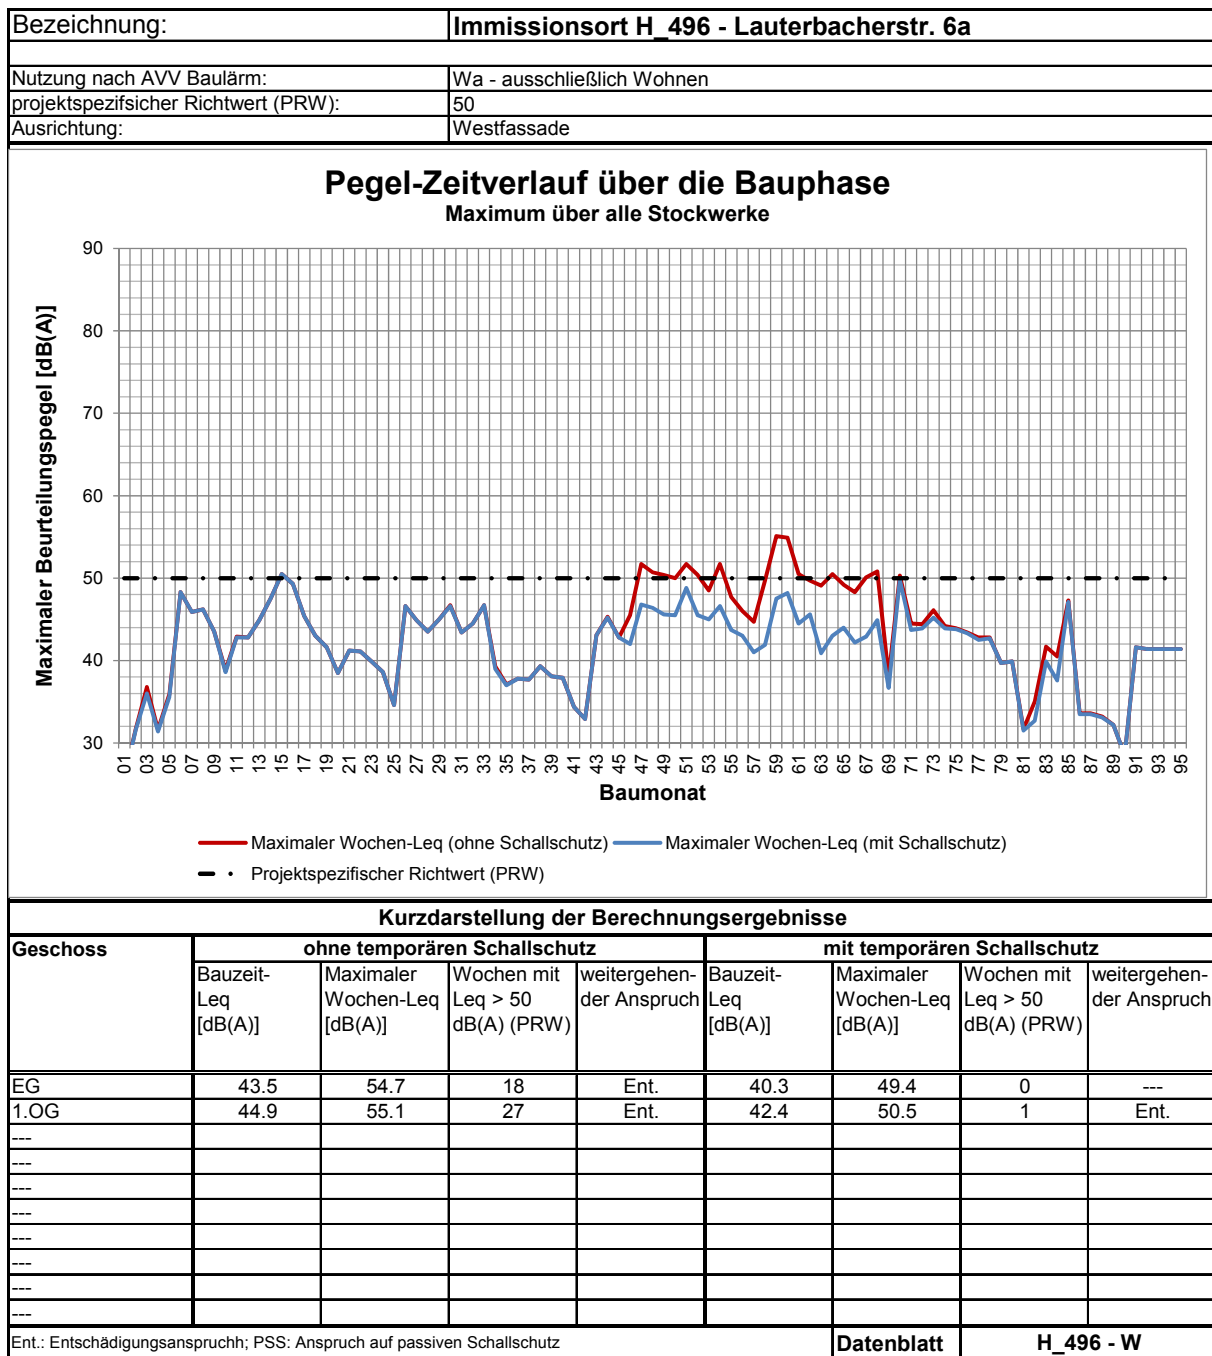 Bezeichnung: Immissionsort H_496 - Lauterbacherstr. 6a
Nutzung nach AVV Baulärm: Wa - ausschließlich Wohnen
projektspezifsicher Richtwert (PRW): 50
Ausrichtung: Westfassade
Pegel-Zeitverlauf über die Bauphase
Maximum über alle Stockwerke
Maximaler Beurteilungspegel [dB(A)]
90
80
70
60
50
40
30
01 03 05 07 09 11 13 15 17 19 21 23 25 26 28 29 31 33 34 35 37 39 41 43 45 47 49 51 53 55 57 59 61 63 65 67 69 71 73 75 77 79 81 83 85 87 89 91 93 95
Baumonat
Maximaler Wochen-Leq (ohne Schallschutz) Maximaler Wochen-Leq (mit Schallschutz)
Projektspezifischer Richtwert (PRW)
Kurzdarstellung der Berechnungsergebnisse
Geschoss ohne temporären Schallschutz mit temporären Schallschutz
Bauzeit- Maximaler Wochen mit weitergehen- Bauzeit- Maximaler Wochen mit weitergehen-
Leq Wochen-Leq Leq > 50 der Anspruch Leq Wochen-Leq Leq > 50 der Anspruch
[dB(A)] [dB(A)] dB(A) (PRW) [dB(A)] [dB(A)] dB(A) (PRW)
EG 43.5 54.7 18 Ent. 40.3 49.4 0 ---
1.OG 44.9 55.1 27 Ent. 42.4 50.5 1 Ent.
---
---
---
---
---
---
---
---
Ent.: Entschädigungsanspruchh; PSS: Anspruch auf passiven Schallschutz Datenblatt H_496 - W